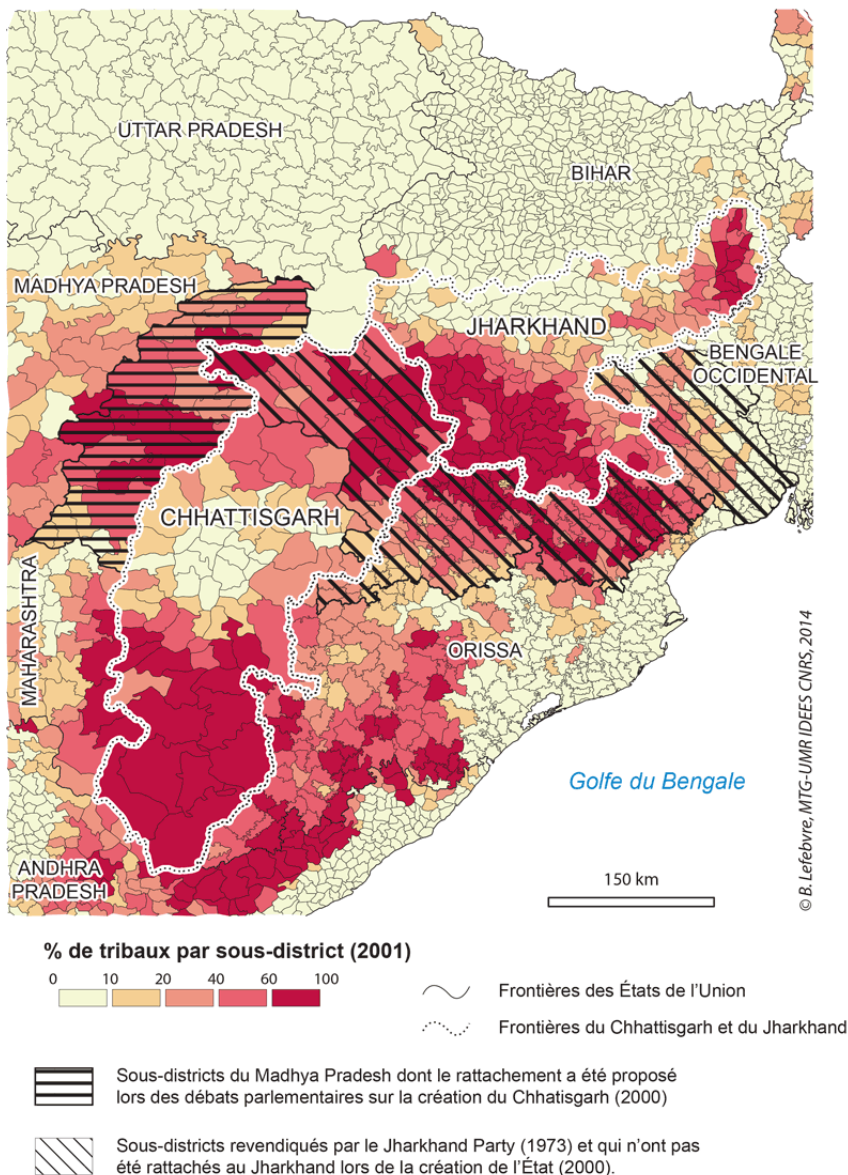 UTTAR PRADESH
BIHAR
MADHYA PRADESH
JHARKHAND
BENGALE
OCCIDENTAL
CHHATTISGARH
MAHARASHTRA
ORISSA
Golfe du Bengale
ANDHRA
PRADESH
150 km
© B. Lefebvre, MTG-UMR IDEES CNRS, 2014
% de tribaux par sous-district (2001)
0 10 20 40 60 100
Frontières des États de l'Union
Frontières du Chhattisgarh et du Jharkhand
Sous-districts du Madhya Pradesh dont le rattachement a été proposé
lors des débats parlementaires sur la création du Chhatisgarh (2000)
Sous-districts revendiqués par le Jharkhand Party (1973) et qui n'ont pas
été rattachés au Jharkhand lors de la création de l'État (2000).